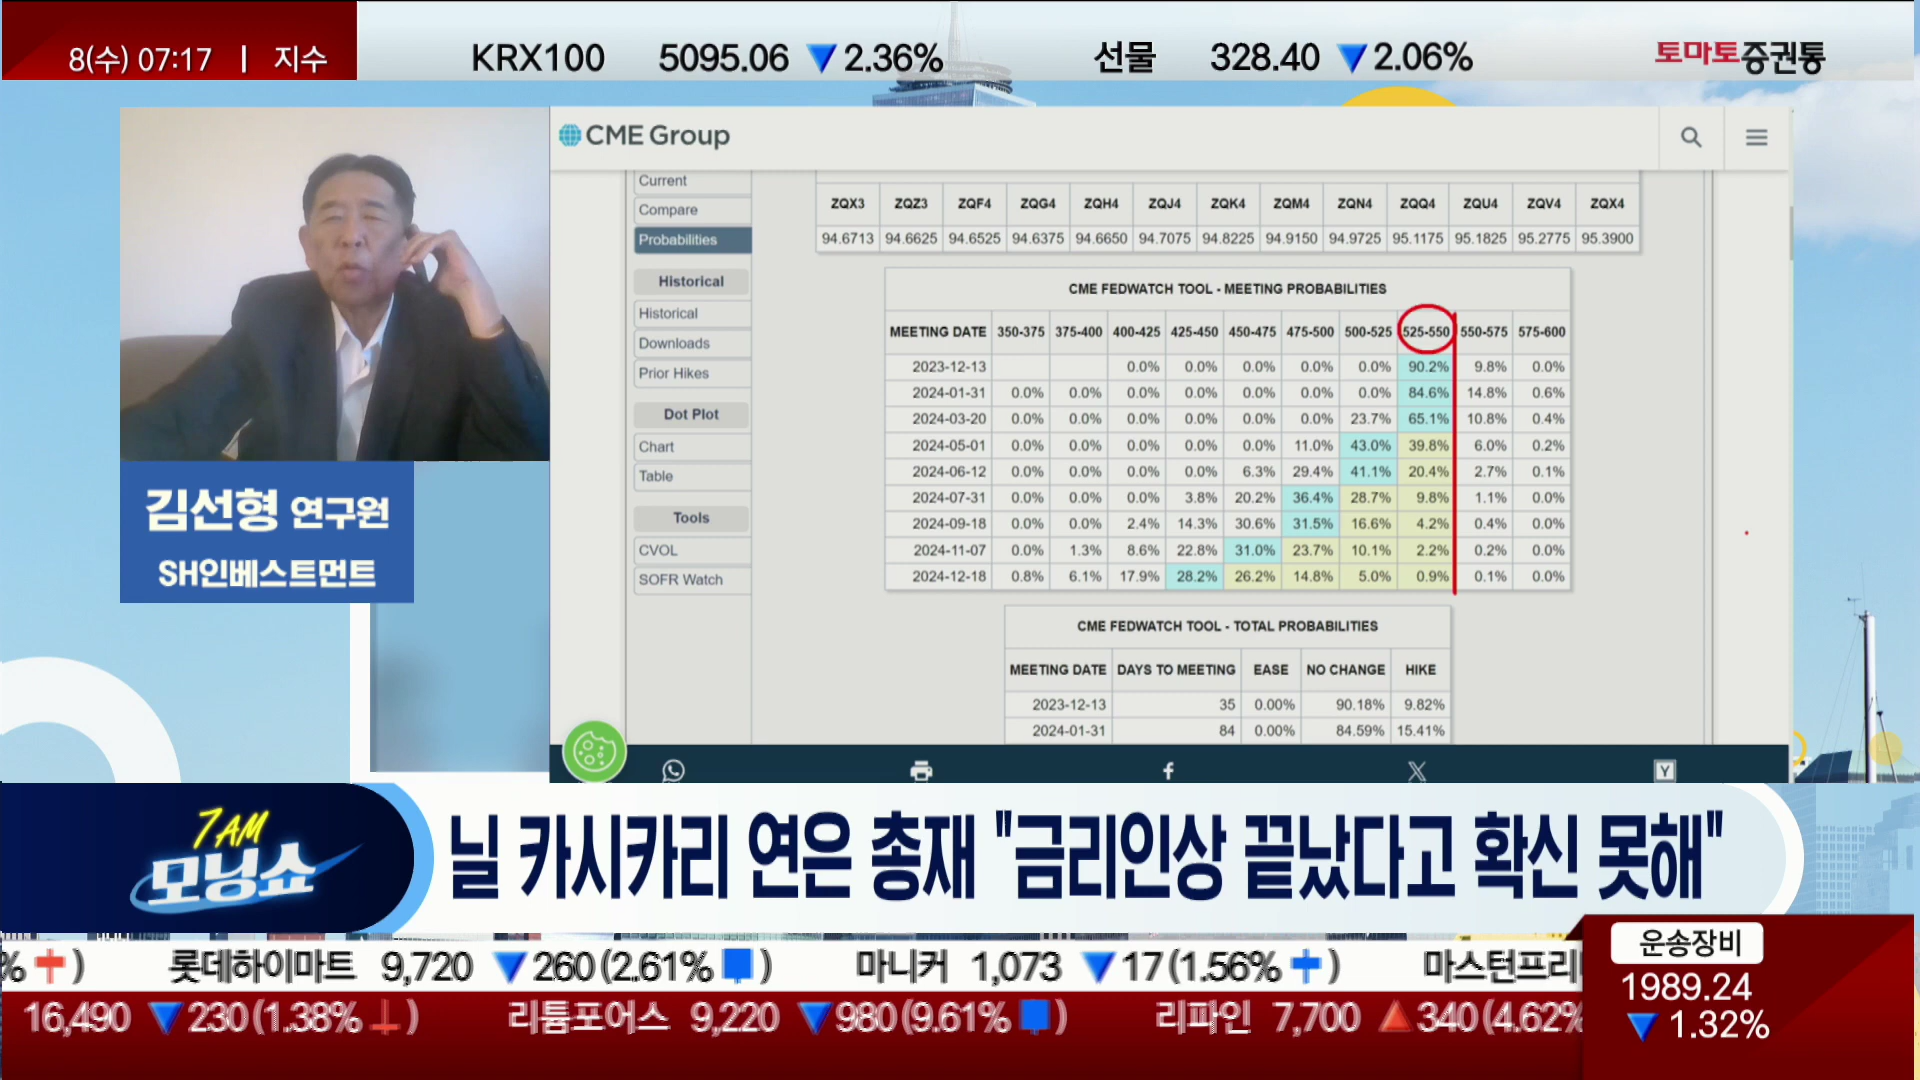 8(수) 07:17 | 지수
KRX100 5095.06 ▼ 2.36% 선물 328.40 ▼ 2.06%
토마토증권통
CME Group
Current
Compare
Probabilities
Historical
Historical
Downloads
Prior Hikes
Dot Plot
Chart
Table
Tools
CVOL
SOFR Watch
ZQX3 ZQZ3 ZQF4 ZQG4 ZQH4 ZQJ4 ZQK4 ZQM4 ZQN4 ZQQ4 ZQU4 ZQV4 ZQX4
94.6713 94.6625 94.6525 94.6375 94.6650 94.7075 94.8225 94.9150 94.9725 95.1175 95.1825 95.2775 95.3900
CME FEDWATCH TOOL - MEETING PROBABILITIES
MEETING DATE 350-375 375-400 400-425 425-450 450-475 475-500 500-525 525-550 550-575 575-600
2023-12-13 0.0% 0.0% 0.0% 0.0% 0.0% 90.2% 9.8% 0.0%
2024-01-31 0.0% 0.0% 0.0% 0.0% 0.0% 0.0% 0.0% 84.6% 14.8% 0.6%
2024-03-20 0.0% 0.0% 0.0% 0.0% 0.0% 0.0% 23.7% 65.1% 10.8% 0.4%
2024-05-01 0.0% 0.0% 0.0% 0.0% 0.0% 11.0% 43.0% 39.8% 6.0% 0.2%
2024-06-12 0.0% 0.0% 0.0% 0.0% 6.3% 29.4% 41.1% 20.4% 2.7% 0.1%
2024-07-31 0.0% 0.0% 0.0% 3.8% 20.2% 36.4% 28.7% 9.8% 1.1% 0.0%
2024-09-18 0.0% 0.0% 2.4% 14.3% 30.6% 31.5% 16.6% 4.2% 0.4% 0.0%
2024-11-07 0.0% 1.3% 8.6% 22.8% 31.0% 23.7% 10.1% 2.2% 0.2% 0.0%
2024-12-18 0.8% 6.1% 17.9% 28.2% 26.2% 14.8% 5.0% 0.9% 0.1% 0.0%
CME FEDWATCH TOOL - TOTAL PROBABILITIES
MEETING DATE DAYS TO MEETING EASE NO CHANGE HIKE
2023-12-13 35 0.00% 90.18% 9.82%
2024-01-31 84 0.00% 84.59% 15.41%
김선형 연구원
SH인베스트먼트
7 AM
모닝쇼
닐 카시카리 연은 총재 "금리인상 끝났다고 확신 못해"
% ) 롯데하이마트 9,720 ▼260(2.61% ) 마니커 1,073 ▼17(1.56% ) 마스턴프리
16,490 ▼230(1.38% ) 리튬포어스 9,220 ▼980(9.61% ) 리파인 7,700 ▲340(4.62%
운송장비
1989.24
▼ 1.32%